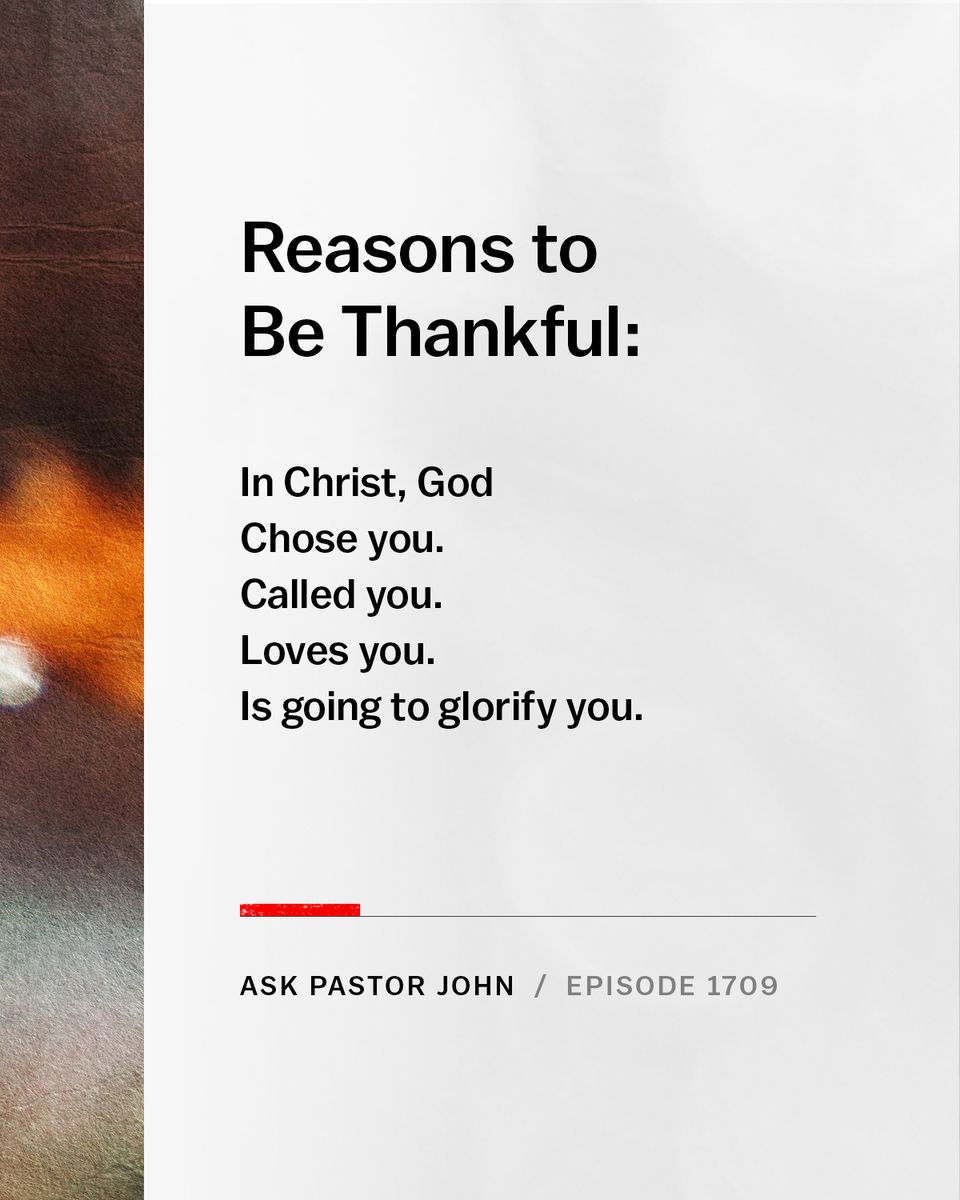 Reasons to
Be Thankful:
In Christ, God
Chose you.
Called you.
Loves you.
Is going to glorify you.
ASK PASTOR JOHN / EPISODE 1709